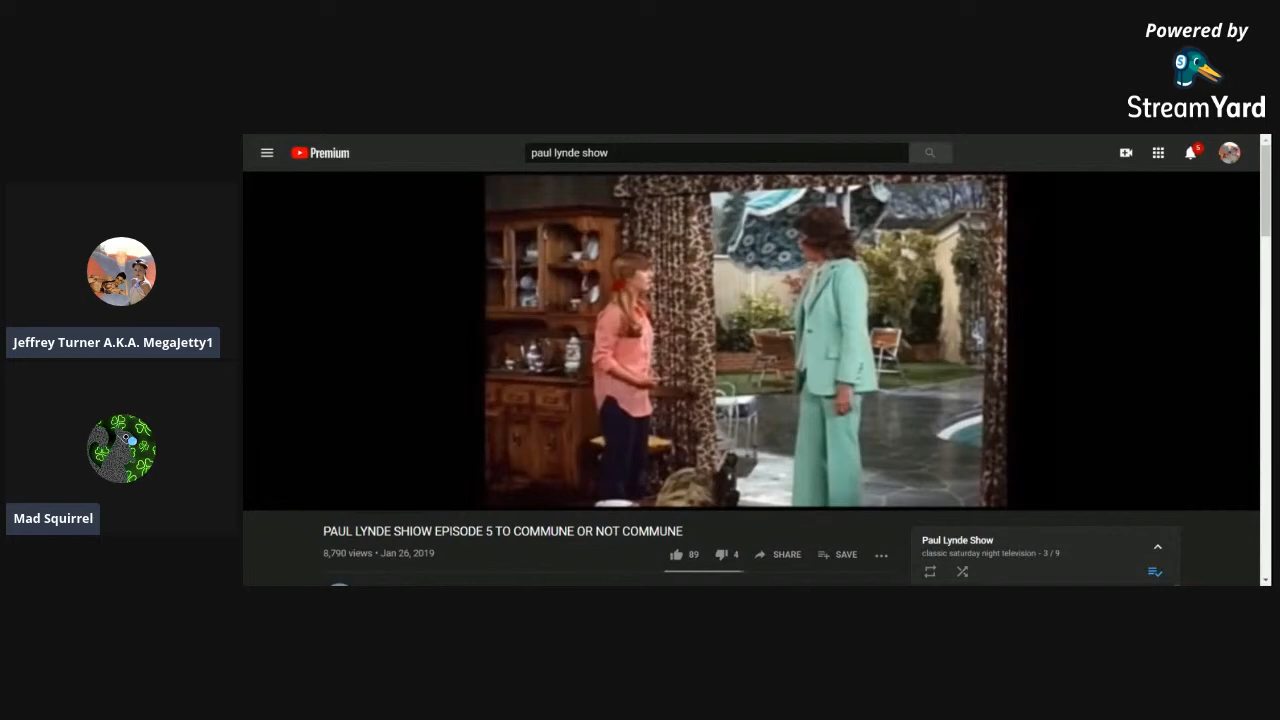 Powered by
S
StreamYard
Premium
paul lynde show
5
Jeffrey Turner A.K.A. MegaJetty1
Mad Squirrel
PAUL LYNDE SHIOW EPISODE 5 TO COMMUNE OR NOT COMMUNE
8,790 views • Jan 26, 2019
89
4
SHARE
SAVE
Paul Lynde Show
classic saturday night television - 3 / 9